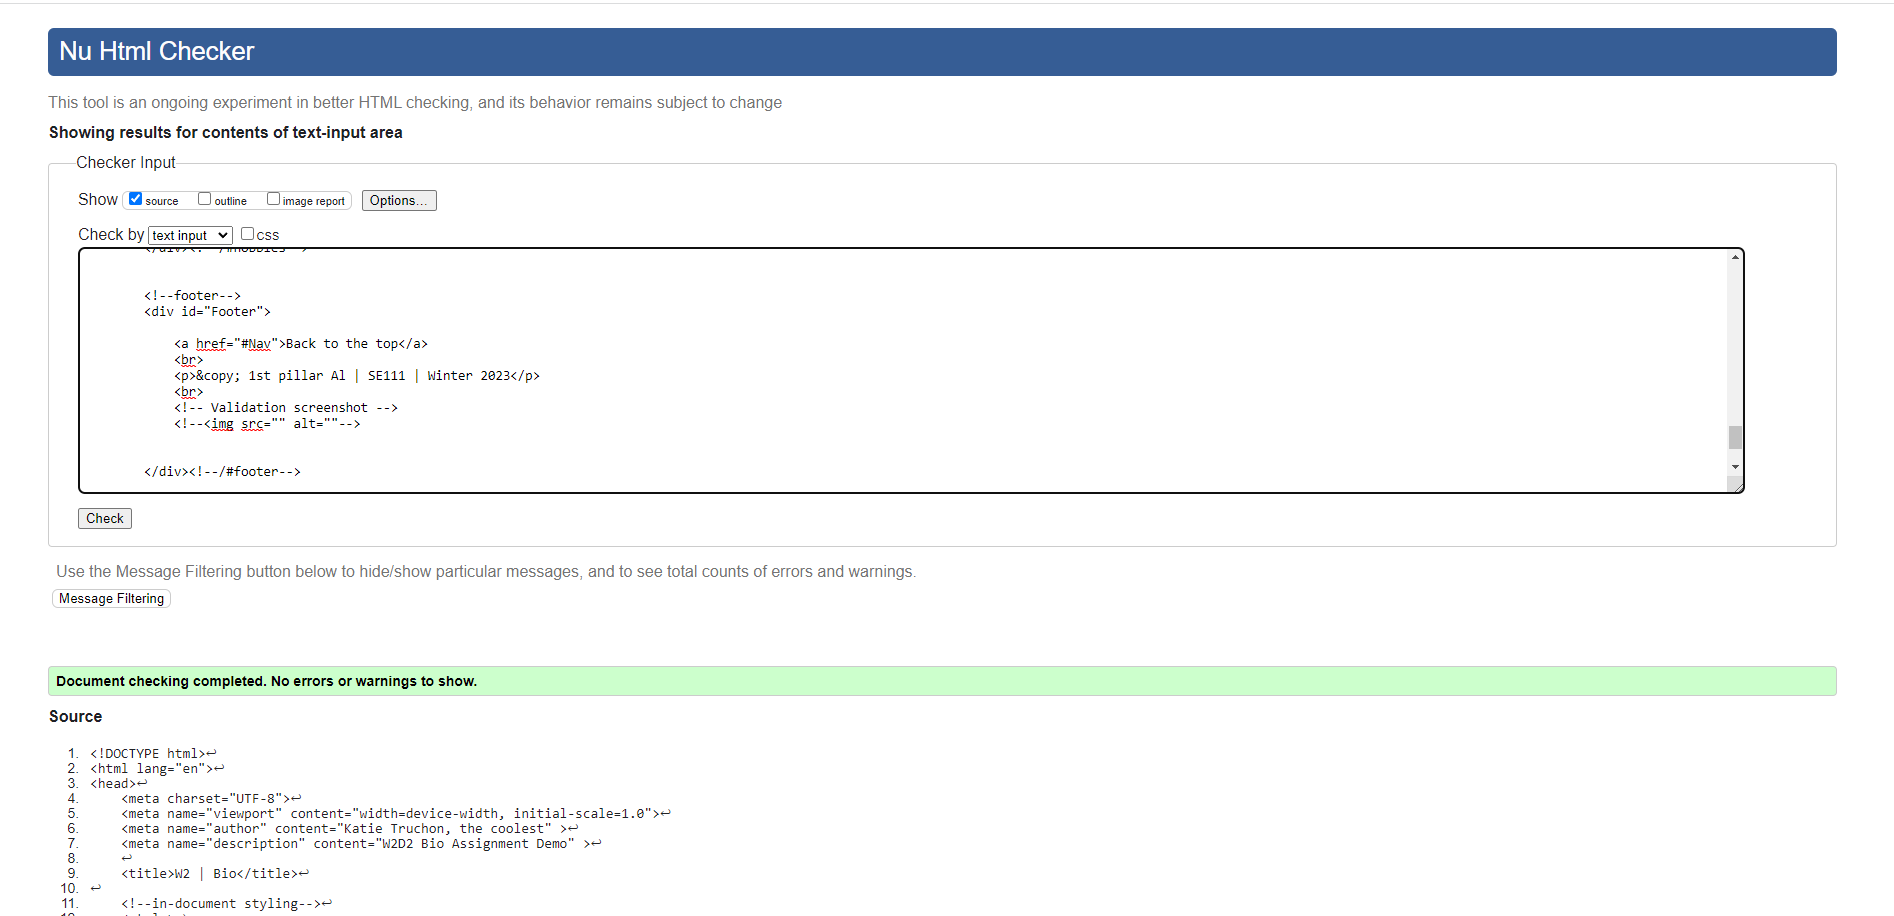 Nu Html Checker
This tool is an ongoing experiment in better HTML checking, and its behavior remains subject to change
Showing results for contents of text-input area
Checker Input
Show source outline image report Options...
Check by text input css
</div><!--/#hobbies-->
<!--footer-->
<div id="Footer">
<a href="#Nav">Back to the top</a>
<br>
<p>&copy; 1st pillar Al | SE111 | Winter 2023</p>
<br>
<!-- Validation screenshot -->
<!--<img src="" alt=""-->
</div><!--/#footer-->
Check
Use the Message Filtering button below to hide/show particular messages, and to see total counts of errors and warnings.
Message Filtering
Document checking completed. No errors or warnings to show.
Source
1. <!DOCTYPE html>↩
2. <html lang="en">↩
3. <head>↩
4. <meta charset="UTF-8">↩
5. <meta name="viewport" content="width=device-width, initial-scale=1.0">↩
6. <meta name="author" content="Katie Truchon, the coolest" >↩
7. <meta name="description" content="W2D2 Bio Assignment Demo" >↩
8. ↩
9. <title>W2 | Bio</title>↩
10. ↩
11. <!--in-document styling-->↩